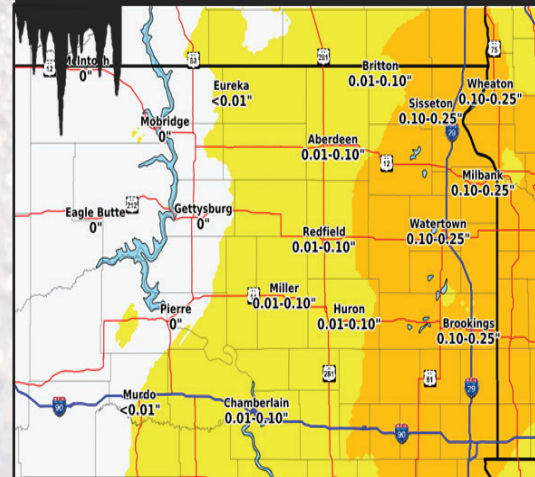 75
83
281
12
McIntosh
0"
Britton
0.01-0.10"
Wheaton
0.10-0.25"
Eureka
<0.01"
Sisseton
0.10-0.25"
Mobridge
0"
29
Aberdeen
0.01-0.10"
12
Milbank
0.10-0.25"
212
Eagle Butte
0"
Gettysburg
0"
Redfield
0.01-0.10"
Watertown
0.10-0.25"
Miller
0.01-0.10"
Pierre
0"
Huron
0.01-0.10"
Brookings
0.10-0.25"
281
81
29
Murdo
<0.01"
Chamberlain
0.01-0.10"
90
90